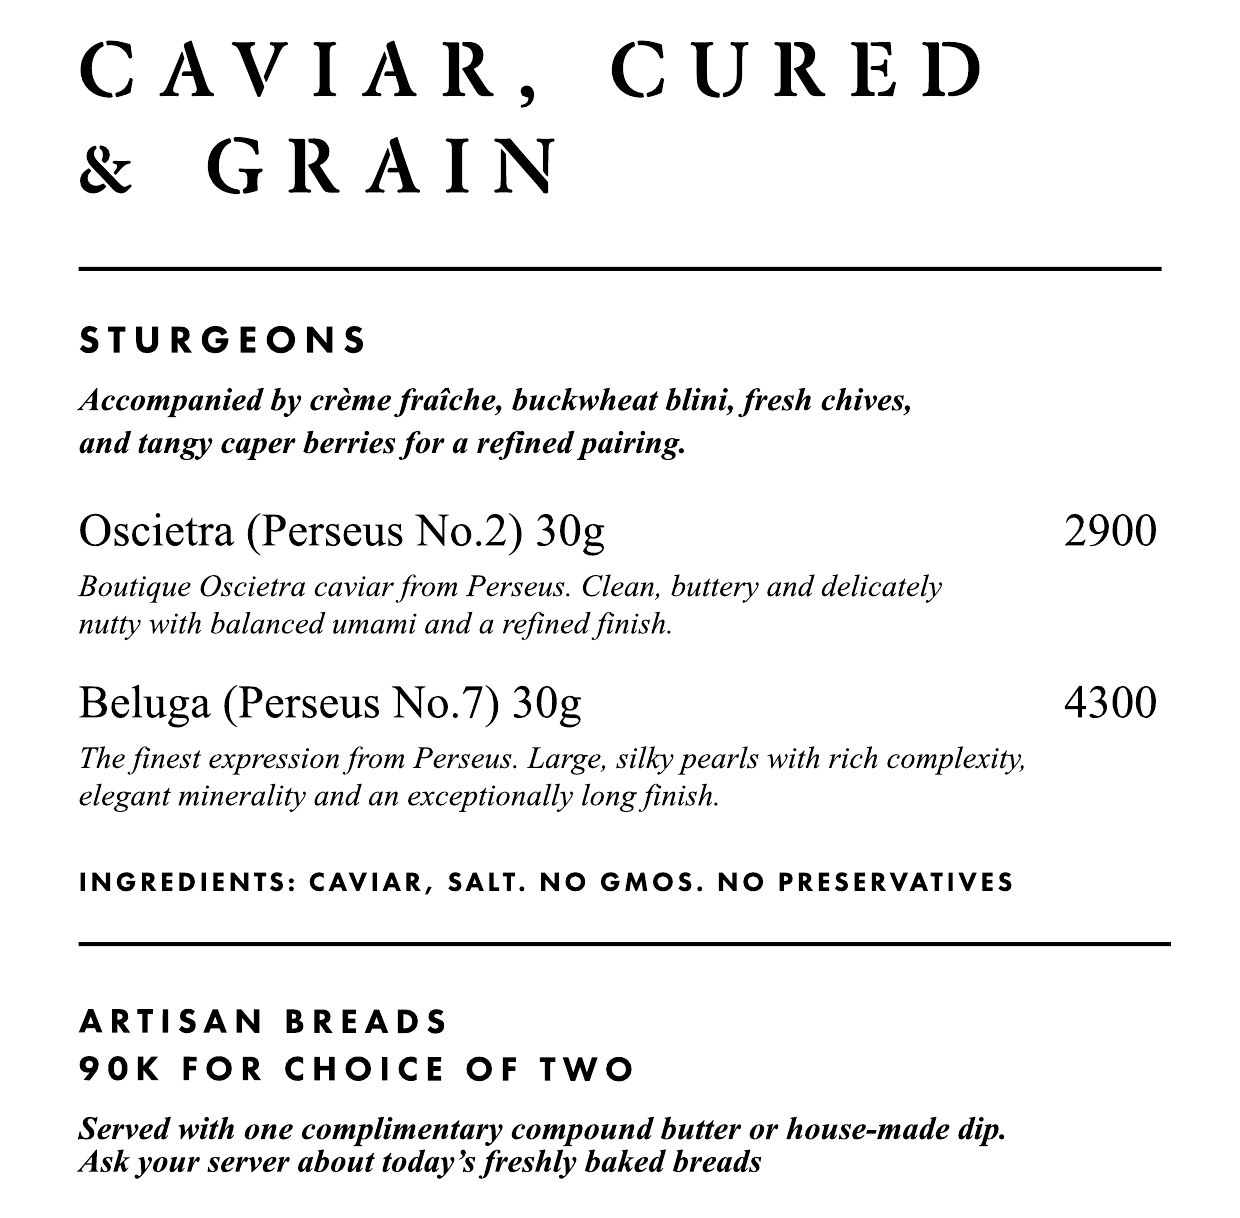 CAVIAR, CURED
& GRAIN
STURGEONS
Accompanied by crème fraîche, buckwheat blini, fresh chives,
and tangy caper berries for a refined pairing.
Oscietra (Perseus No.2) 30g 2900
Boutique Oscietra caviar from Perseus. Clean, buttery and delicately
nutty with balanced umami and a refined finish.
Beluga (Perseus No.7) 30g 4300
The finest expression from Perseus. Large, silky pearls with rich complexity,
elegant minerality and an exceptionally long finish.
INGREDIENTS: CAVIAR, SALT. NO GMOS. NO PRESERVATIVES
ARTISAN BREADS
90K FOR CHOICE OF TWO
Served with one complimentary compound butter or house-made dip.
Ask your server about today’s freshly baked breads